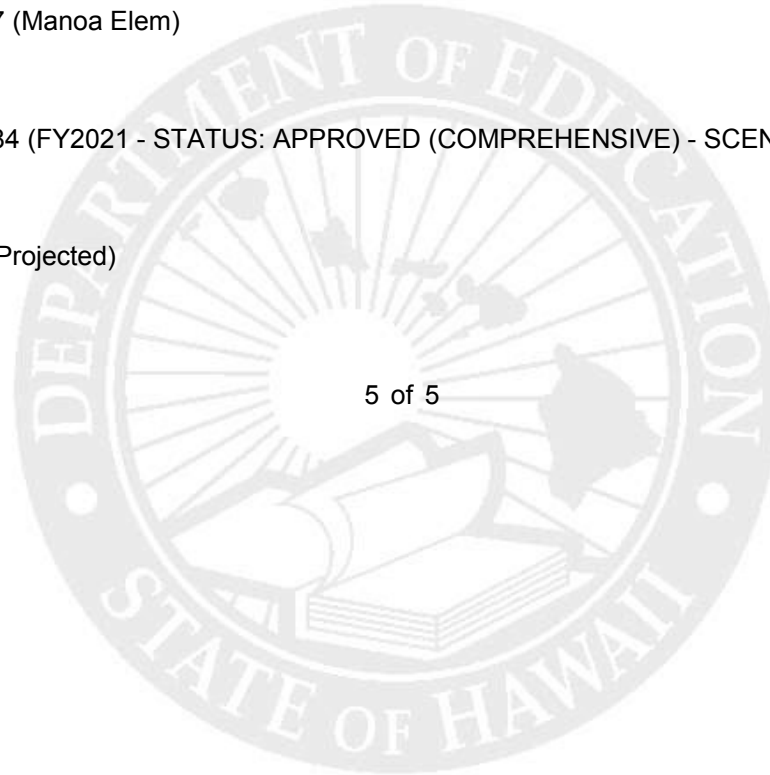 7 (Manoa Elem)
34 (FY2021 - STATUS: APPROVED (COMPREHENSIVE) - SCEN
Projected)
5 of 5
DEPARTMENT OF EDUCATION
STATE OF HAWAII